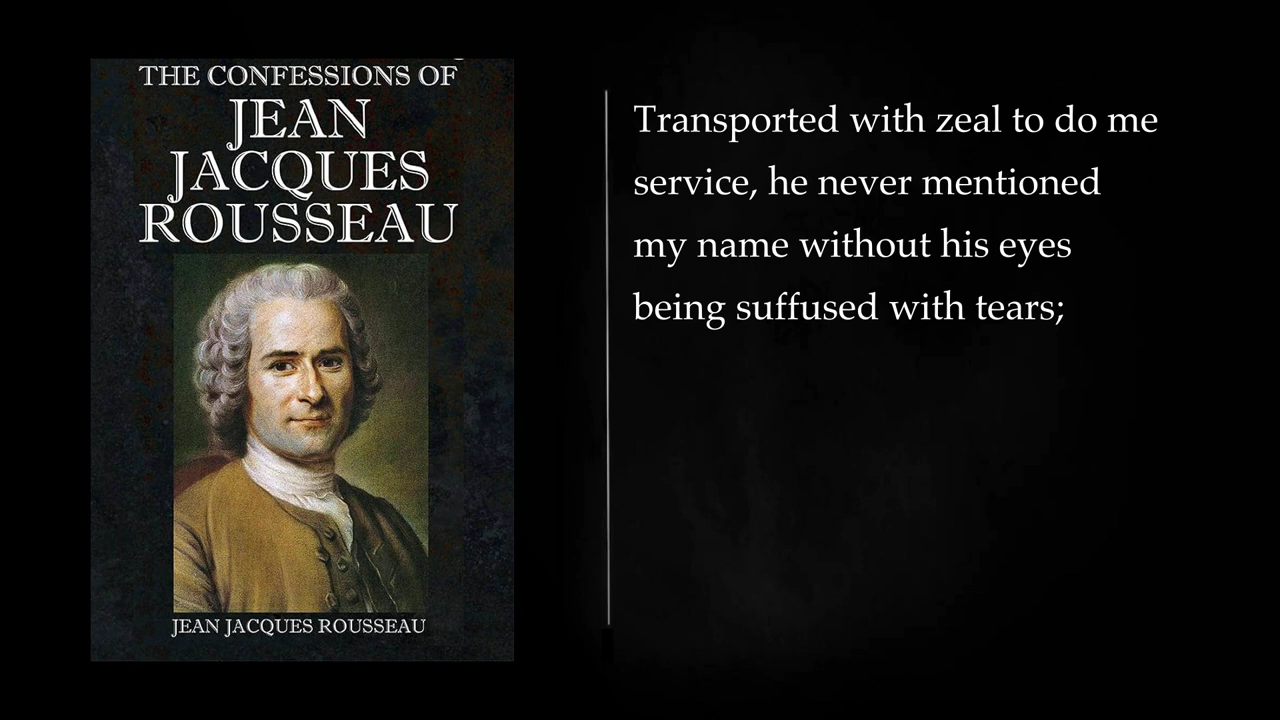 THE CONFESSIONS OF
JEAN
JACQUES
ROUSSEAU
JEAN JACQUES ROUSSEAU
Transported with zeal to do me
service, he never mentioned
my name without his eyes
being suffused with tears;